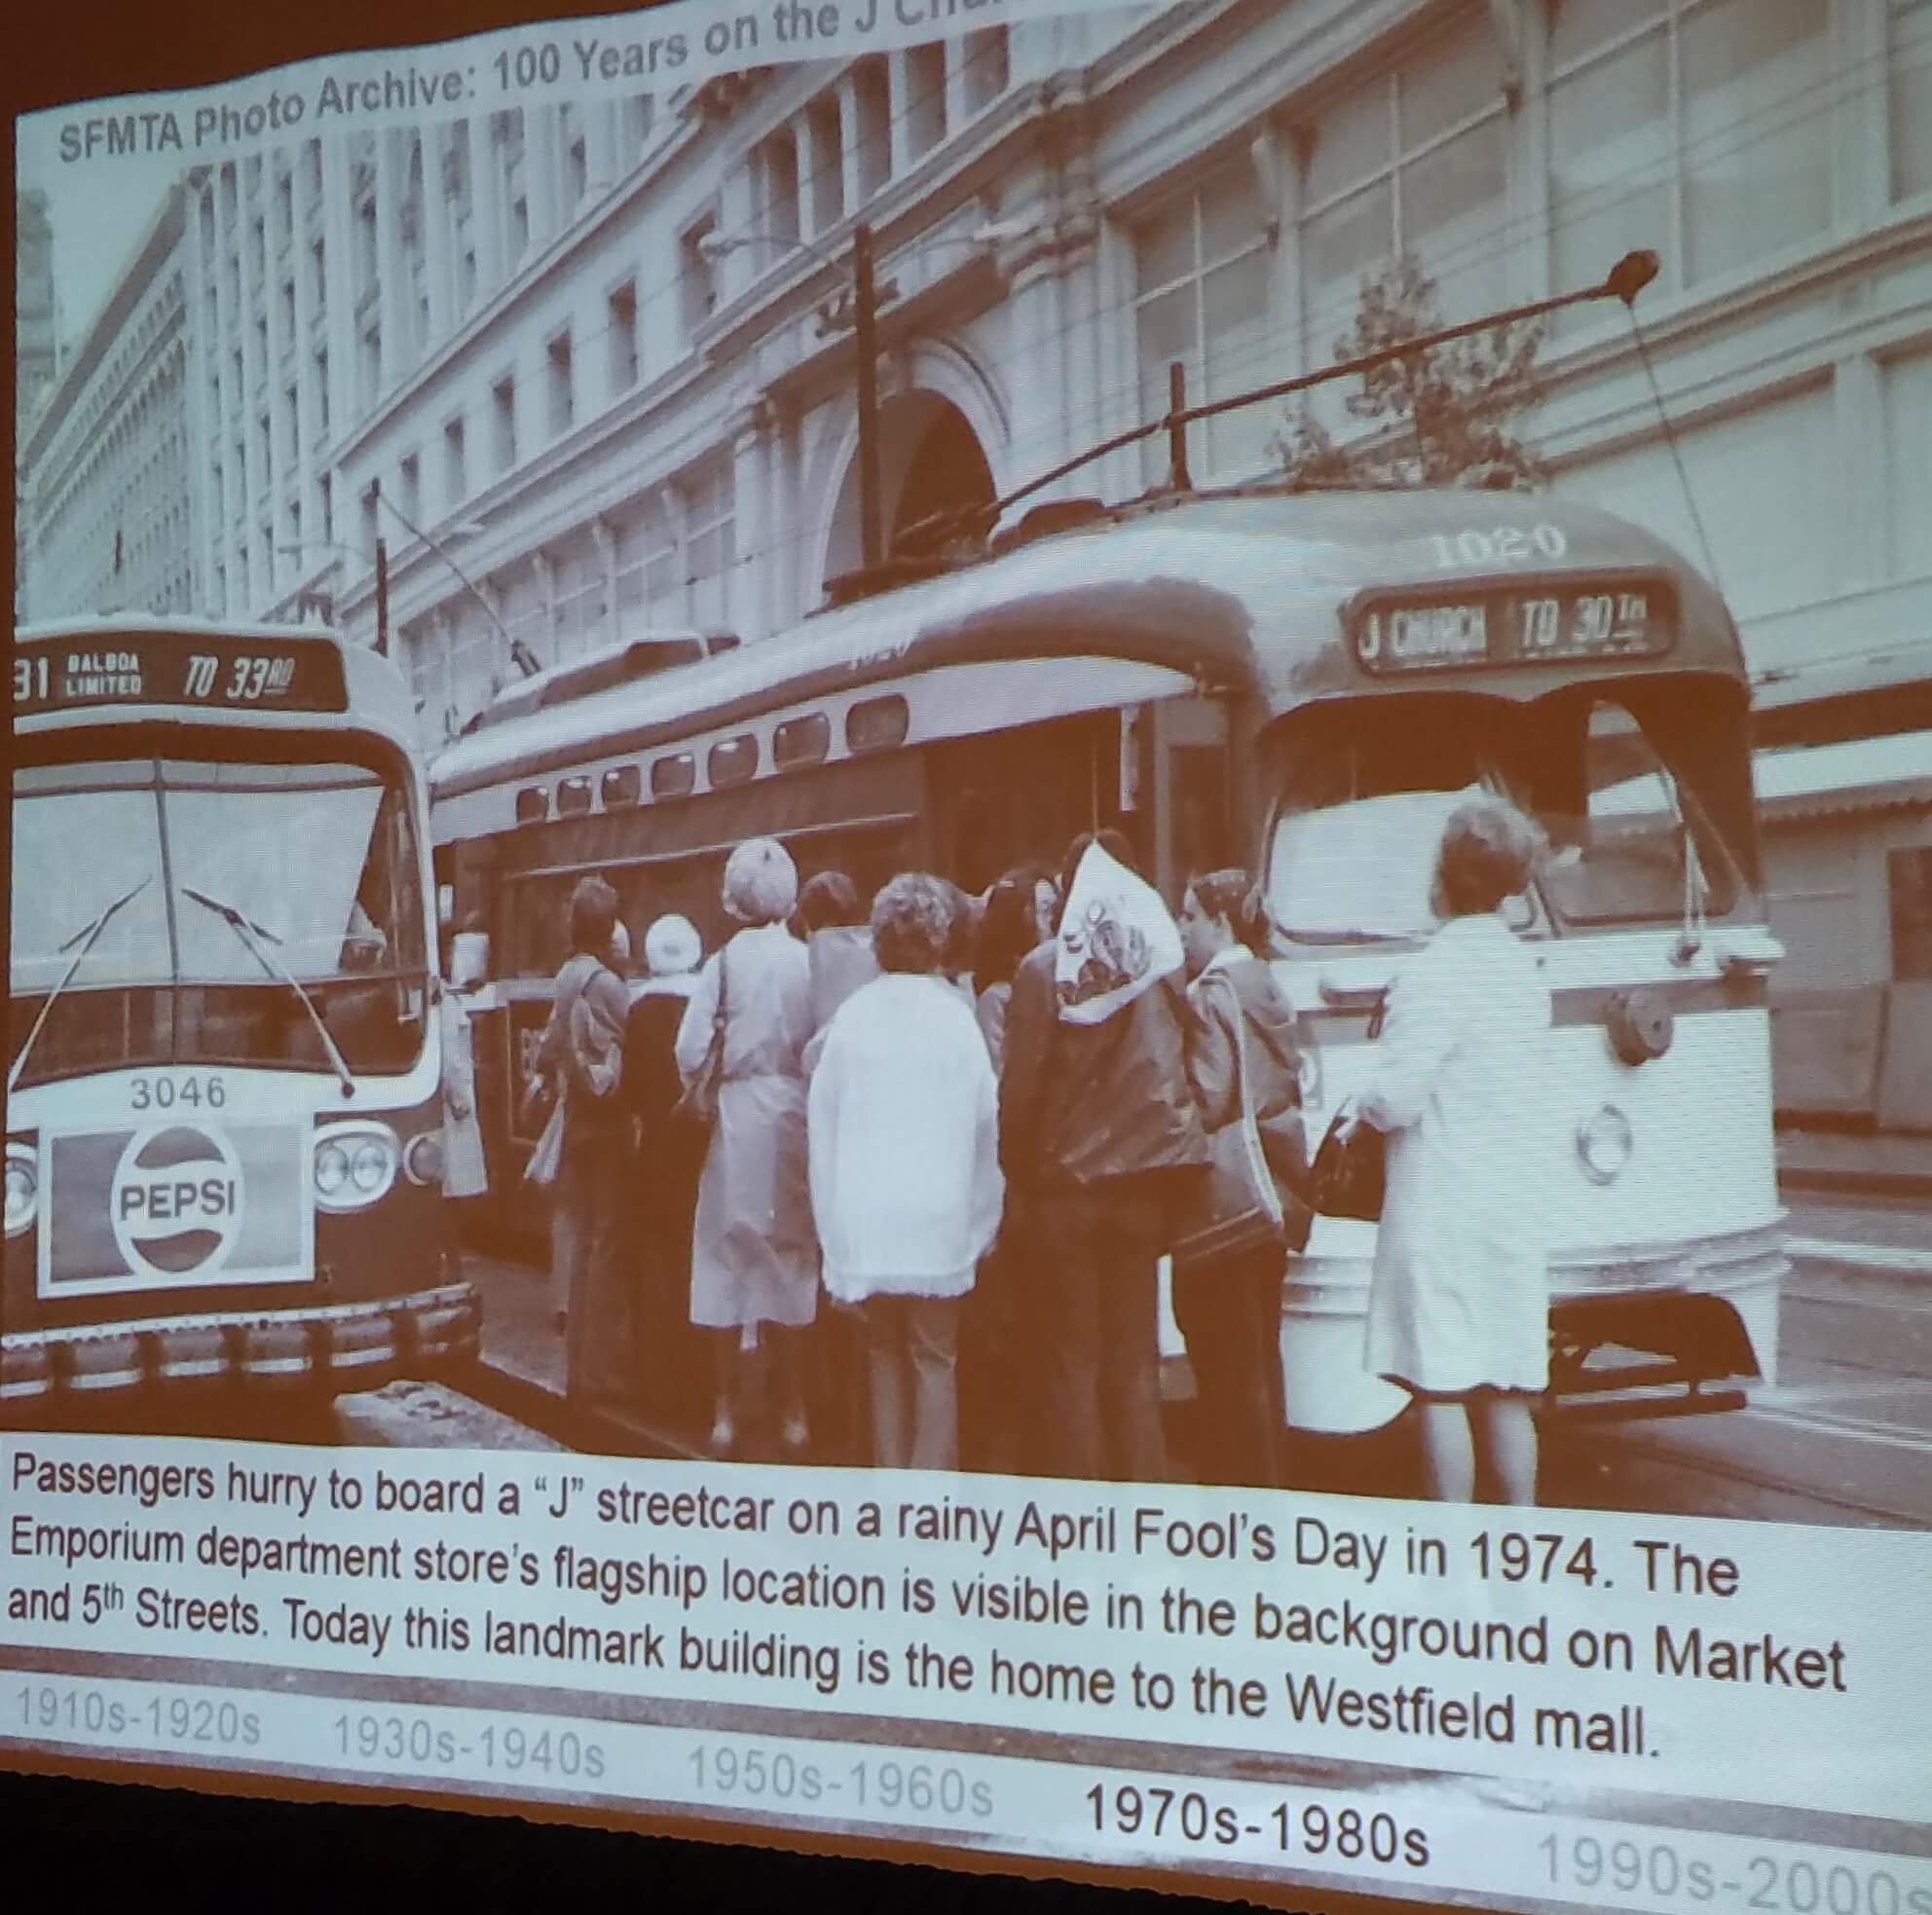 SFMTA Photo Archive: 100 Years on the J
1020
J CHURCH TO 30TH
31 BALBOA LIMITED TO 33RD
3046
PEPSI
Passengers hurry to board a “J” streetcar on a rainy April Fool’s Day in 1974. The
Emporium department store’s flagship location is visible in the background on Market
and 5th Streets. Today this landmark building is the home to the Westfield mall.
1910s-1920s 1930s-1940s 1950s-1960s 1970s-1980s 1990s-2000s